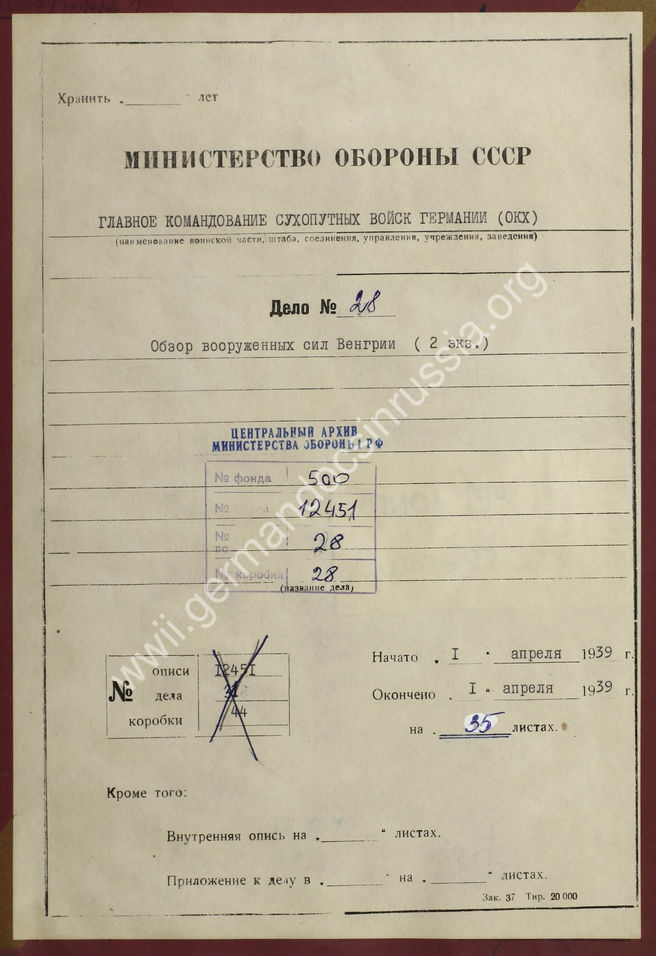 Хранить „ лет
МИНИСТЕРСТВО ОБОРОНЫ СССР
ГЛАВНОЕ КОМАНДОВАНИЕ СУХОПУТНЫХ ВОЙСК ГЕРМАНИИ (ОКХ)
(наименование воинской части, штаба, соединения, управления, учреждения, заведения)
Дело № 28
Обзор вооруженных сил Венгрии ( 2 экз.)
ЦЕНТРАЛЬНЫЙ АРХИВ
МИНИСТЕРСТВА ОБОРОНЫ РФ
№ фонда 500
№ 12451
№ по 28
№ коробки 28
(название дела)
№
описи 12451
дела
коробки 44
Начато „ I " апреля 1939 г.
Окончено „ I " апреля 1939 г.
на „ 35 листах.
Кроме того:
Внутренняя опись на „ " листах.
Приложение к делу в „ " на „ " листах.
Зак. 37 Тир. 20 000
www.germandocsinrussia.org